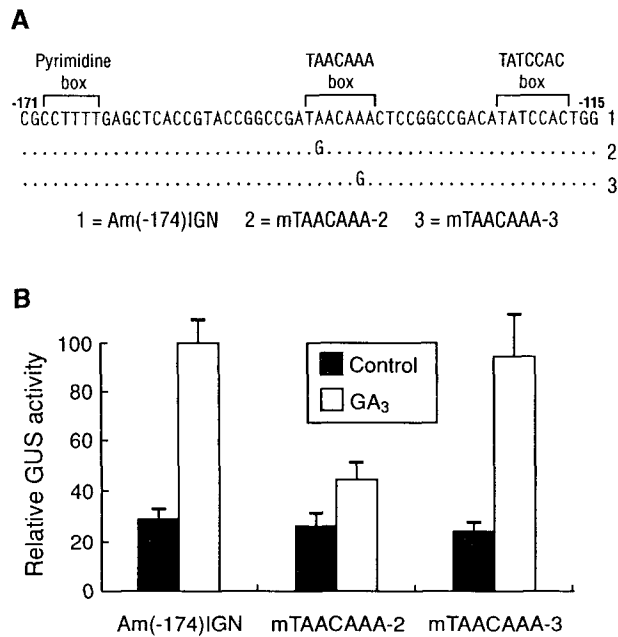 A
Pyrimidine box
TAACAAA box
TATCCAC box
-171
-115
CGCCTTTTGAGCTCACCGTACCGGCCGATAACAAACTCCGGCCGACATATCCACTGG 1
.............................G........................... 2
.................................G....................... 3
1 = Am(-174)IGN 2 = mTAACAAA-2 3 = mTAACAAA-3
B
Relative GUS activity
100
80
60
40
20
0
Control
GA₃
Am(-174)IGN
mTAACAAA-2
mTAACAAA-3